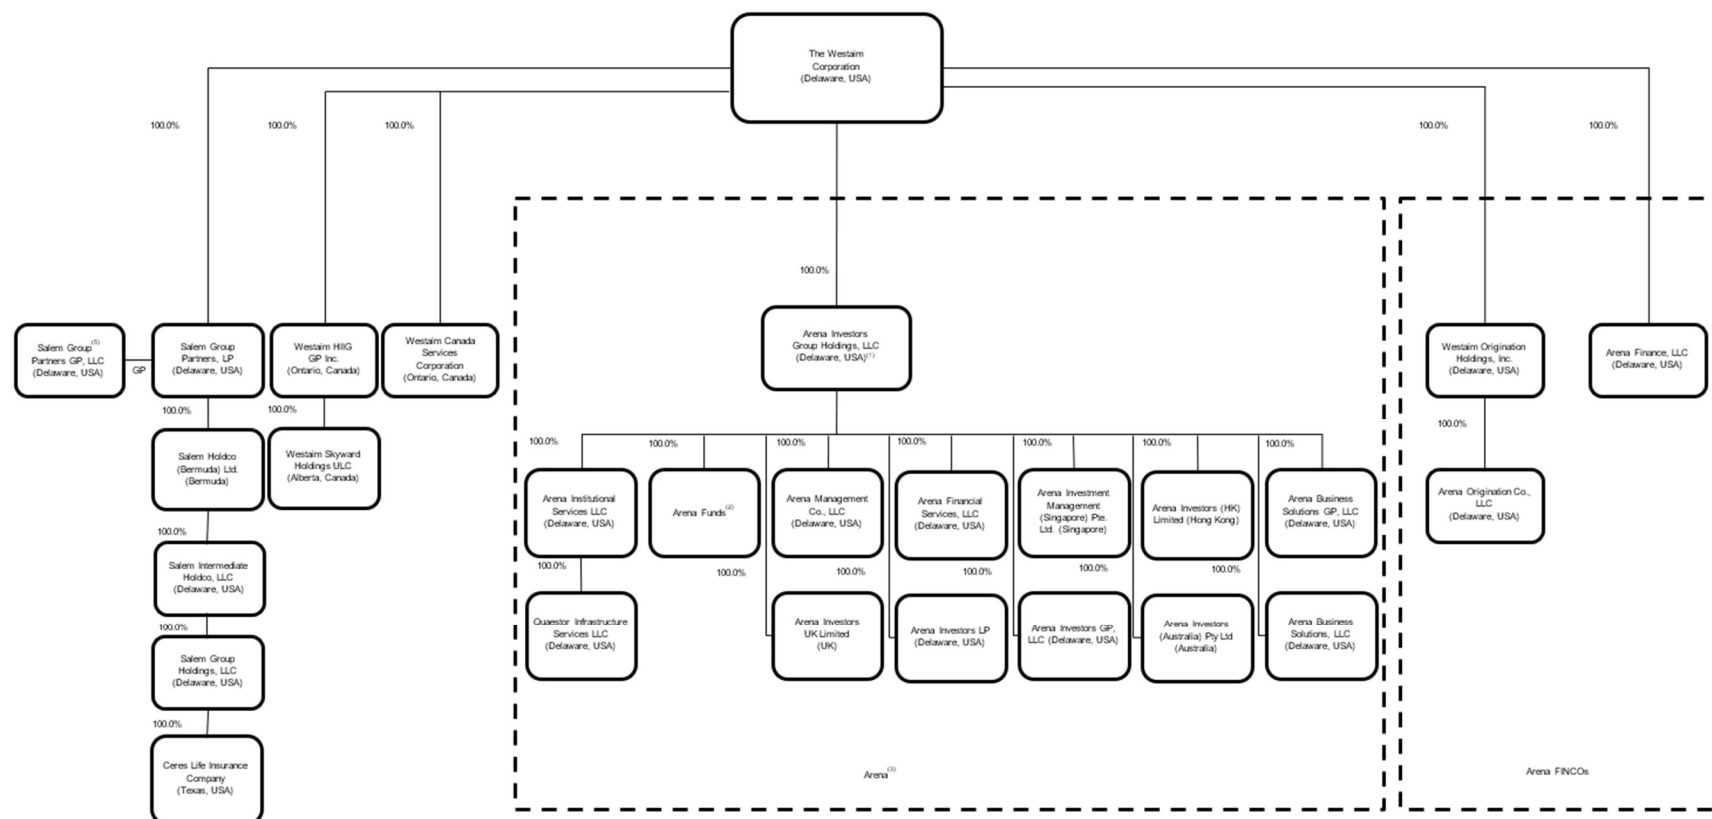 The Westaim
Corporation
(Delaware, USA)
100.0%
100.0%
100.0%
100.0%
100.0%
100.0%
Salem Group(5)
Partners GP, LLC
(Delaware, USA)
GP
Salem Group
Partners, LP
(Delaware, USA)
Westaim HIIG
GP Inc.
(Ontario, Canada)
Westaim Canada
Services
Corporation
(Ontario, Canada)
Arena Investors
Group Holdings, LLC
(Delaware, USA)(1)
Westaim Origination
Holdings, Inc.
(Delaware, USA)
Arena Finance, LLC
(Delaware, USA)
100.0%
100.0%
100.0%
Salem Holdco
(Bermuda) Ltd.
(Bermuda)
Westaim Skyward
Holdings ULC
(Alberta, Canada)
100.0%
100.0%
100.0%
100.0%
100.0%
100.0%
100.0%
Arena Institutional
Services LLC
(Delaware, USA)
Arena Funds(2)
Arena Management
Co., LLC
(Delaware, USA)
Arena Financial
Services, LLC
(Delaware, USA)
Arena Investment
Management
(Singapore) Pte.
Ltd. (Singapore)
Arena Investors (HK)
Limited (Hong Kong)
Arena Business
Solutions GP, LLC
(Delaware, USA)
Arena Origination Co.,
LLC
(Delaware, USA)
100.0%
Salem Intermediate
Holdco, LLC
(Delaware, USA)
100.0%
100.0%
100.0%
100.0%
100.0%
100.0%
Quaestor Infrastructure
Services LLC
(Delaware, USA)
Arena Investors
UK Limited
(UK)
Arena Investors LP
(Delaware, USA)
Arena Investors GP,
LLC (Delaware, USA)
Arena Investors
(Australia) Pty Ltd
(Australia)
Arena Business
Solutions, LLC
(Delaware, USA)
100.0%
Salem Group
Holdings, LLC
(Delaware, USA)
100.0%
Ceres Life Insurance
Company
(Texas, USA)
Arena(3)
Arena FINCOs